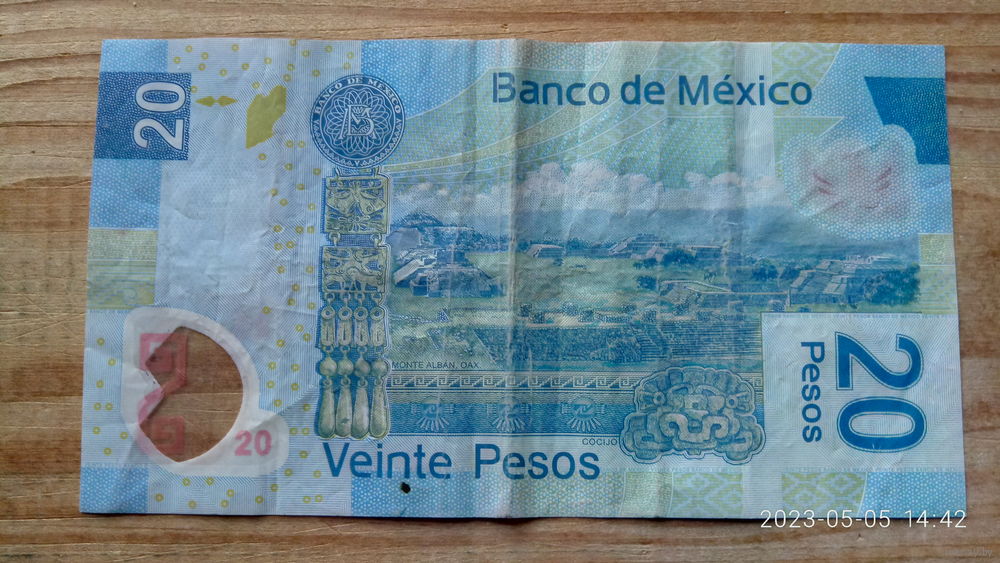 20
BANCO DE MEXICO
Banco de México
MONTE ALBÁN, OAX.
COCIJO
20
Pesos
20
Veinte Pesos
2023-05-05 14:42